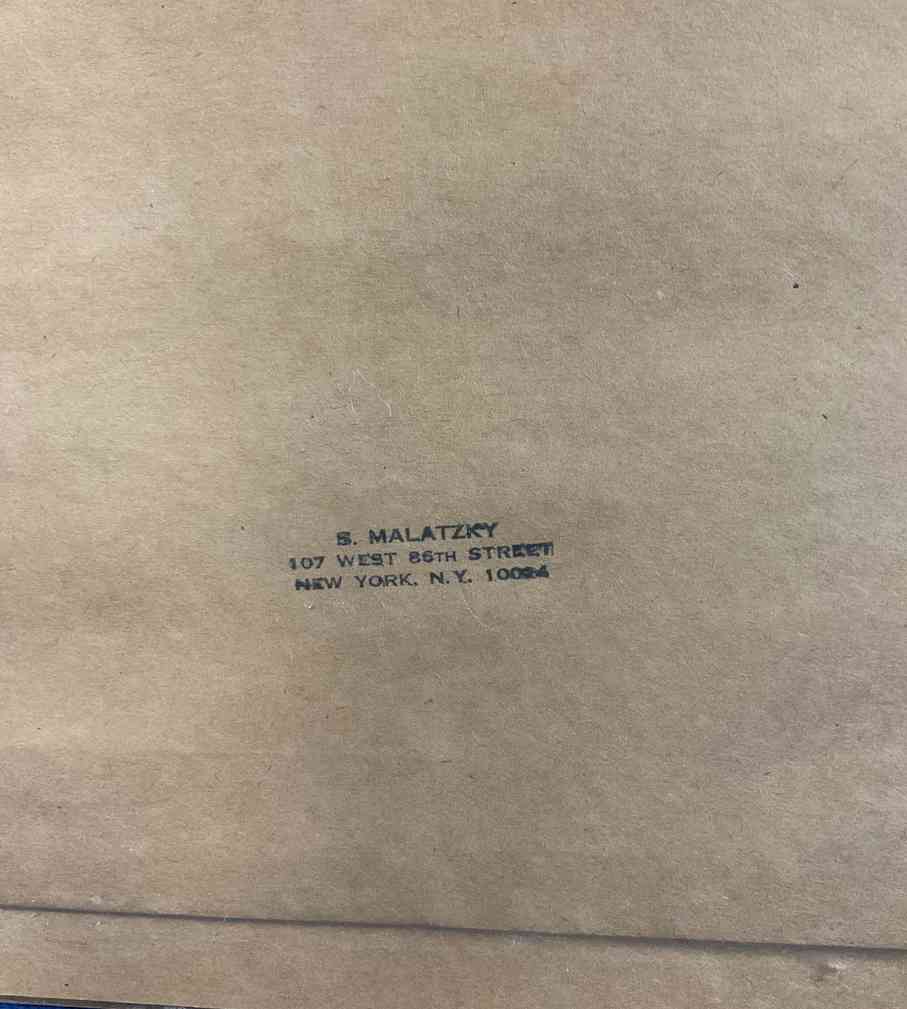 S. MALATZKY
107 WEST 86TH STREET
NEW YORK, N.Y. 10024